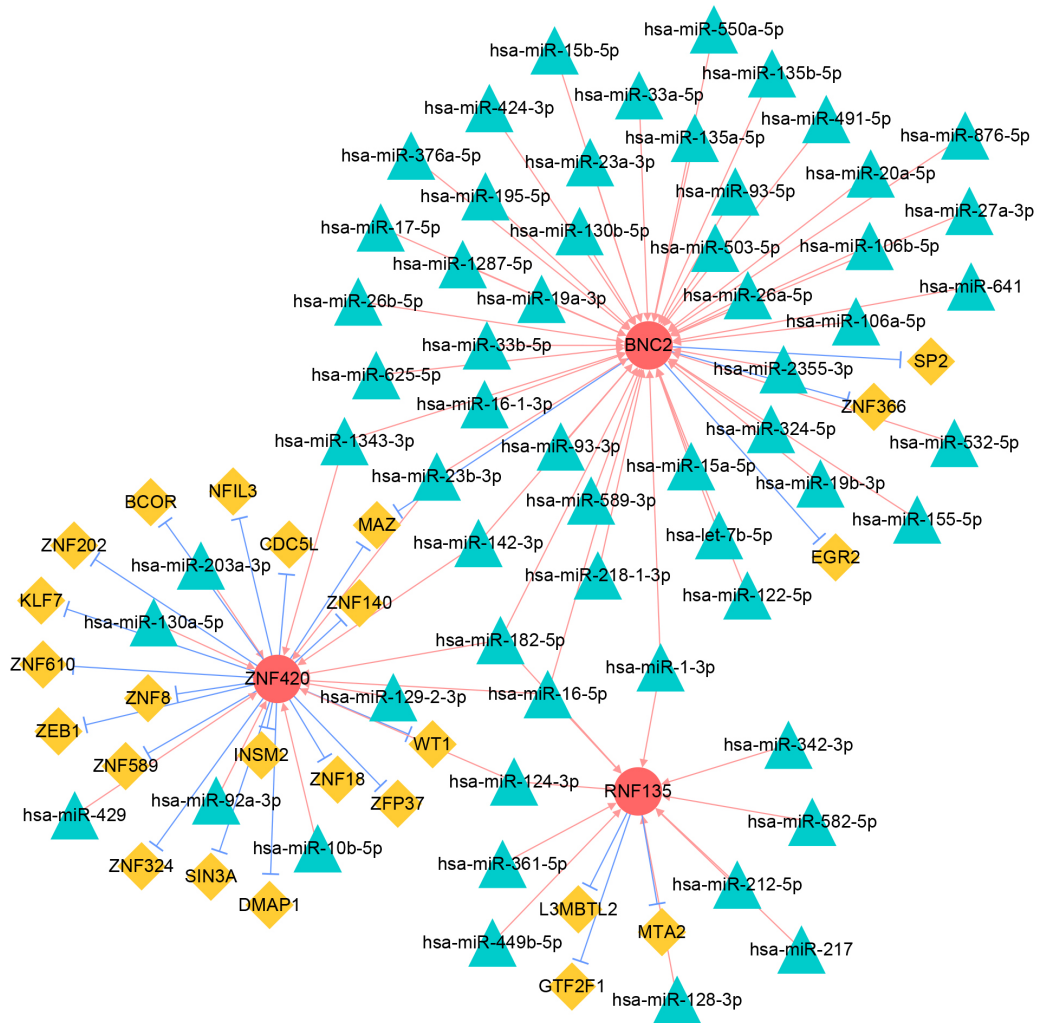 hsa-miR-550a-5p
hsa-miR-15b-5p
hsa-miR-135b-5p
hsa-miR-33a-5p
hsa-miR-424-3p
hsa-miR-491-5p
hsa-miR-135a-5p
hsa-miR-876-5p
hsa-miR-376a-5p
hsa-miR-23a-3p
hsa-miR-20a-5p
hsa-miR-195-5p
hsa-miR-93-5p
hsa-miR-27a-3p
hsa-miR-17-5p
hsa-miR-130b-5p
hsa-miR-503-5p
hsa-miR-106b-5p
hsa-miR-1287-5p
hsa-miR-641
hsa-miR-26b-5p
hsa-miR-19a-3p
hsa-miR-26a-5p
hsa-miR-106a-5p
hsa-miR-33b-5p
BNC2
SP2
hsa-miR-625-5p
hsa-miR-2355-3p
hsa-miR-16-1-3p
ZNF366
hsa-miR-1343-3p
hsa-miR-93-3p
hsa-miR-324-5p
hsa-miR-532-5p
hsa-miR-23b-3p
hsa-miR-15a-5p
hsa-miR-19b-3p
NFIL3
BCOR
hsa-miR-589-3p
hsa-miR-155-5p
MAZ
ZNF202
CDC5L
hsa-miR-142-3p
hsa-let-7b-5p
EGR2
hsa-miR-203a-3p
hsa-miR-218-1-3p
KLF7
ZNF140
hsa-miR-122-5p
hsa-miR-130a-5p
hsa-miR-182-5p
ZNF610
hsa-miR-1-3p
ZNF420
ZNF8
hsa-miR-129-2-3p
hsa-miR-16-5p
ZEB1
WT1
hsa-miR-342-3p
INSM2
ZNF589
ZNF18
hsa-miR-124-3p
RNF135
hsa-miR-92a-3p
ZFP37
hsa-miR-429
hsa-miR-582-5p
hsa-miR-10b-5p
hsa-miR-361-5p
ZNF324
SIN3A
hsa-miR-212-5p
DMAP1
L3MBTL2
MTA2
hsa-miR-449b-5p
hsa-miR-217
GTF2F1
hsa-miR-128-3p